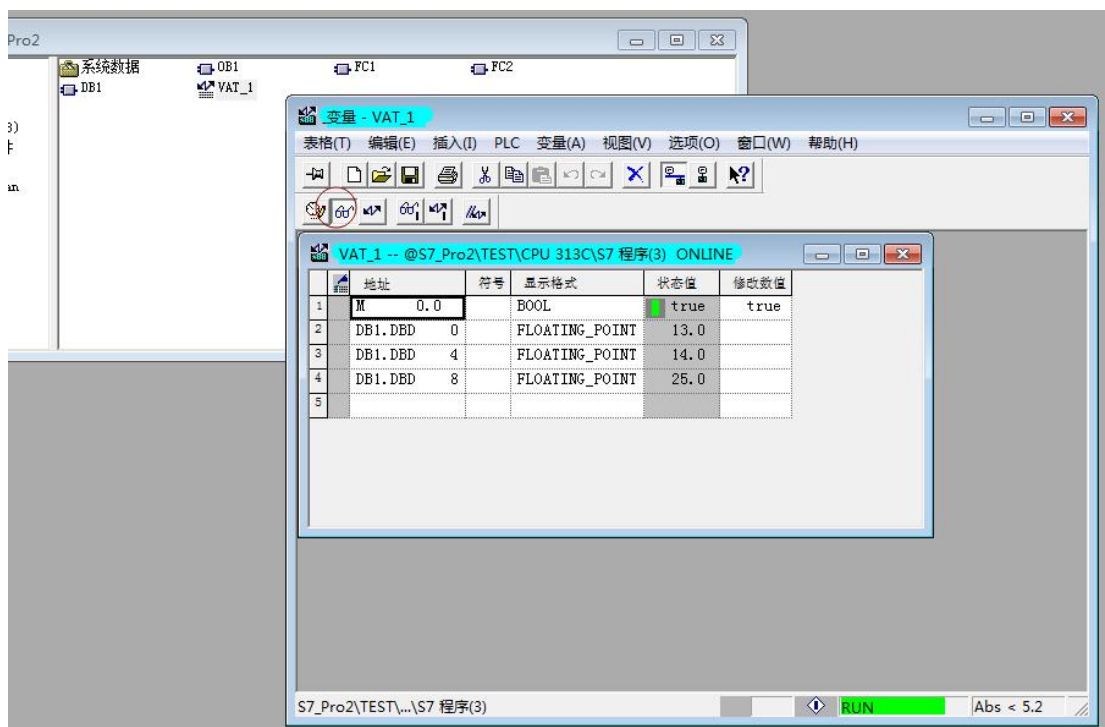 Pro2
系统数据 OB1 FC1 FC2
DB1 VAT_1
3)
an
变量 - VAT_1
表格(T) 编辑(E) 插入(I) PLC 变量(A) 视图(V) 选项(O) 窗口(W) 帮助(H)
VAT_1 -- @S7_Pro2\TEST\CPU 313C\S7 程序(3) ONLINE
地址 符号 显示格式 状态值 修改数值
1 M 0.0 BOOL true true
2 DB1.DBD 0 FLOATING_POINT 13.0
3 DB1.DBD 4 FLOATING_POINT 14.0
4 DB1.DBD 8 FLOATING_POINT 25.0
5
S7_Pro2\TEST\...\S7 程序(3) RUN Abs < 5.2